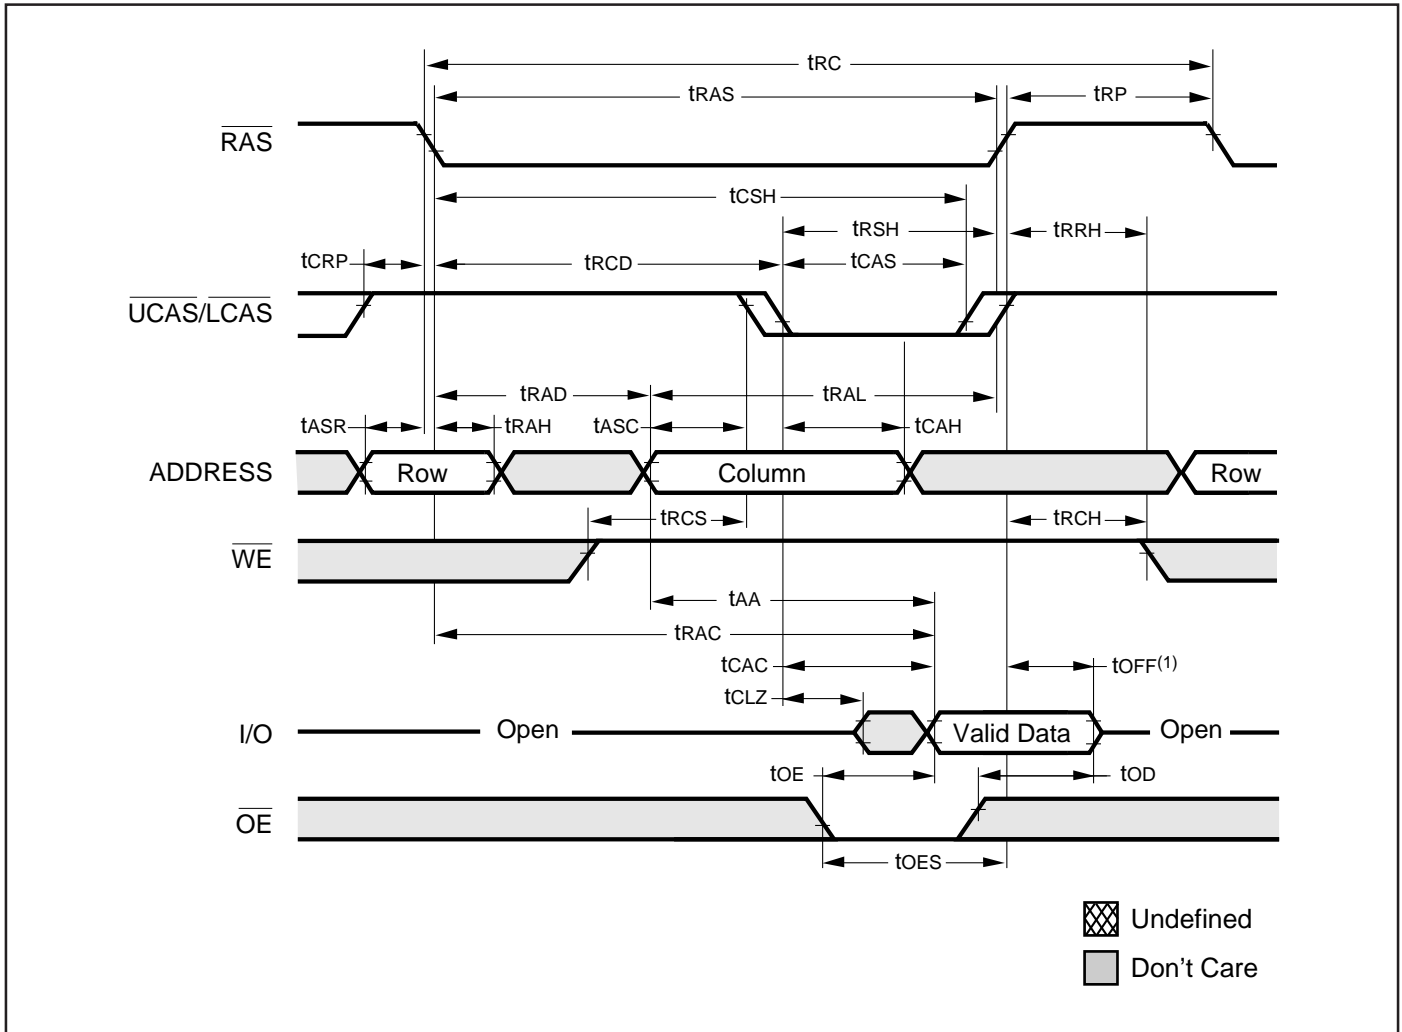 tRC
tRAS
tRP
RAS
tCSH
tRSH
tRRH
tCRP
tRCD
tCAS
UCAS/LCAS
tRAD
tRAL
tASR
tRAH
tASC
tCAH
ADDRESS
Row
Column
Row
tRCS
tRCH
WE
tAA
tRAC
tCAC
tOFF(1)
tCLZ
I/O
Open
Valid Data
Open
tOE
tOD
OE
tOES
Undefined
Don't Care